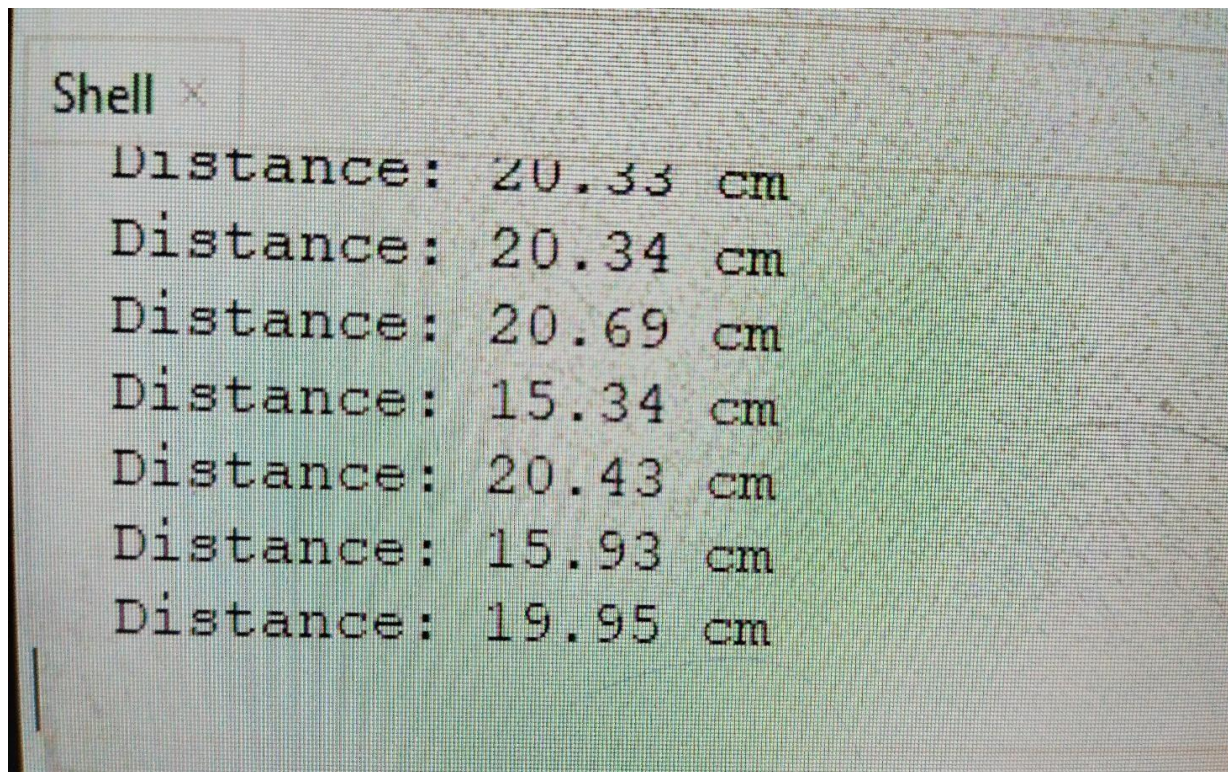 Shell ×
Distance: 20.33 cm
Distance: 20.34 cm
Distance: 20.69 cm
Distance: 15.34 cm
Distance: 20.43 cm
Distance: 15.93 cm
Distance: 19.95 cm